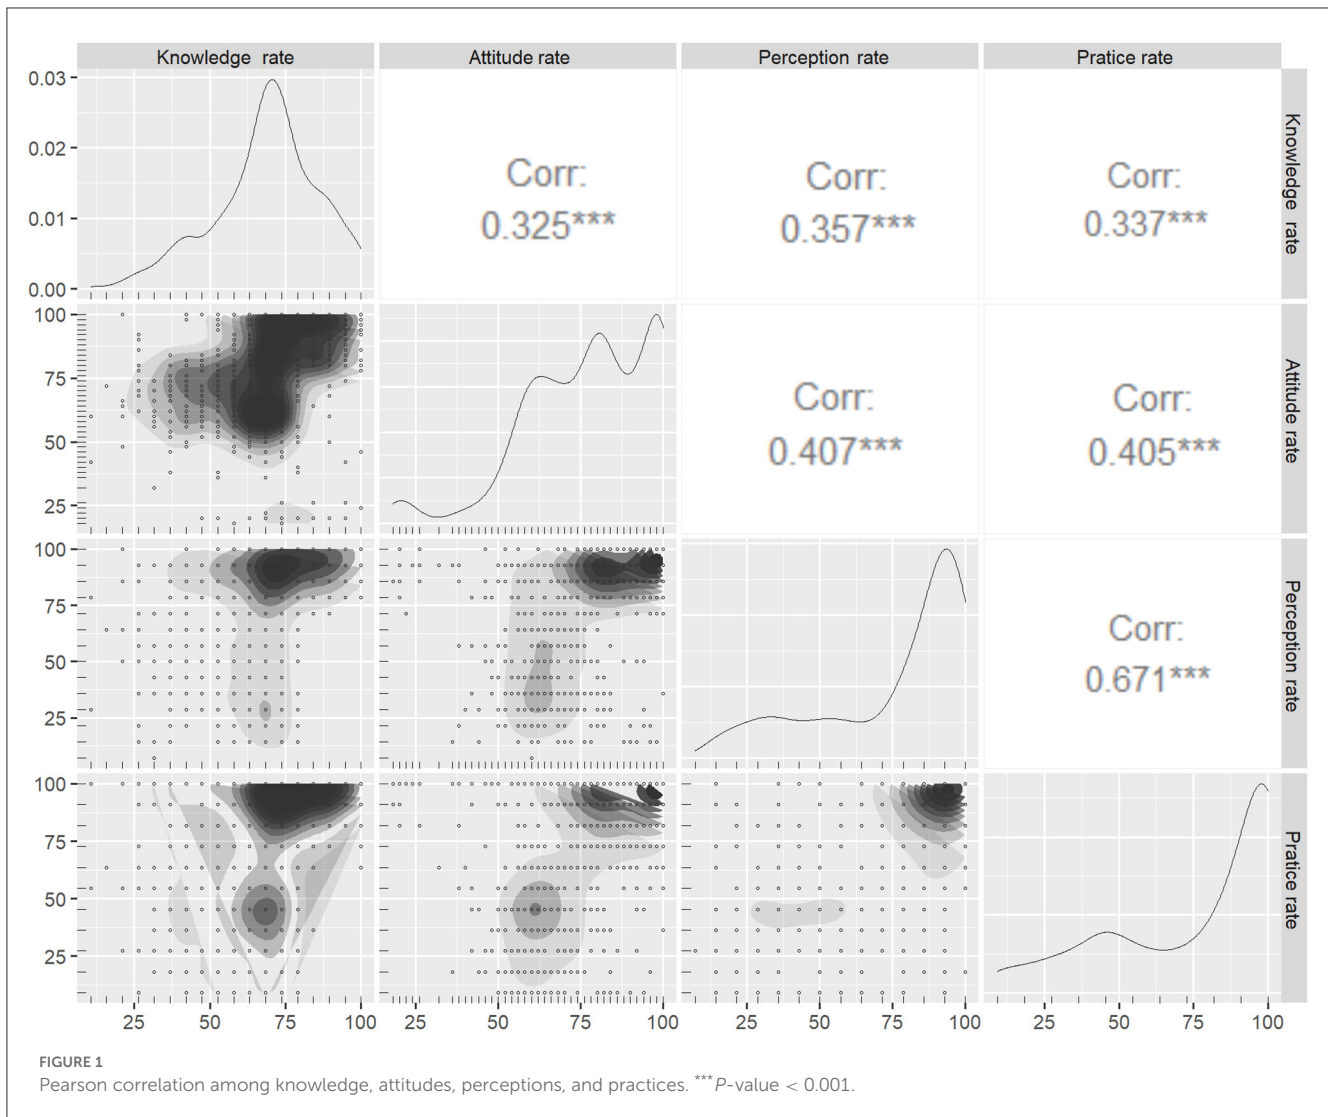 Knowledge rate
Attitude rate
Perception rate
Pratice rate
0.03
0.02
0.01
0.00
Corr:
0.325***
Corr:
0.357***
Corr:
0.337***
Knowledge rate
100
75
50
25
Corr:
0.407***
Corr:
0.405***
Attitude rate
100
75
50
25
Corr:
0.671***
Perception rate
100
75
50
25
Pratice rate
25 50 75 100
25 50 75 100
25 50 75 100
25 50 75 100
FIGURE 1
Pearson correlation among knowledge, attitudes, perceptions, and practices. ***P-value < 0.001.